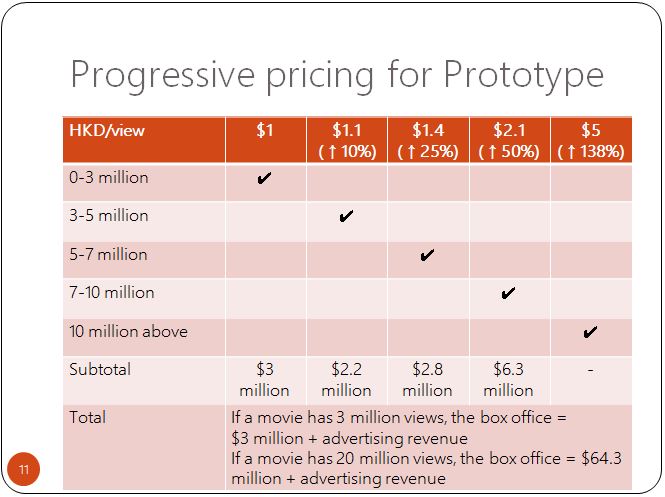 Progressive pricing for Prototype
HKD/view $1 $1.1 $1.4 $2.1 $5
(↑10%) (↑25%) (↑50%) (↑138%)
0-3 million ✔
3-5 million ✔
5-7 million ✔
7-10 million ✔
10 million above ✔
Subtotal $3 $2.2 $2.8 $6.3 -
million million million million
Total If a movie has 3 million views, the box office =
$3 million + advertising revenue
If a movie has 20 million views, the box office = $64.3
million + advertising revenue
11